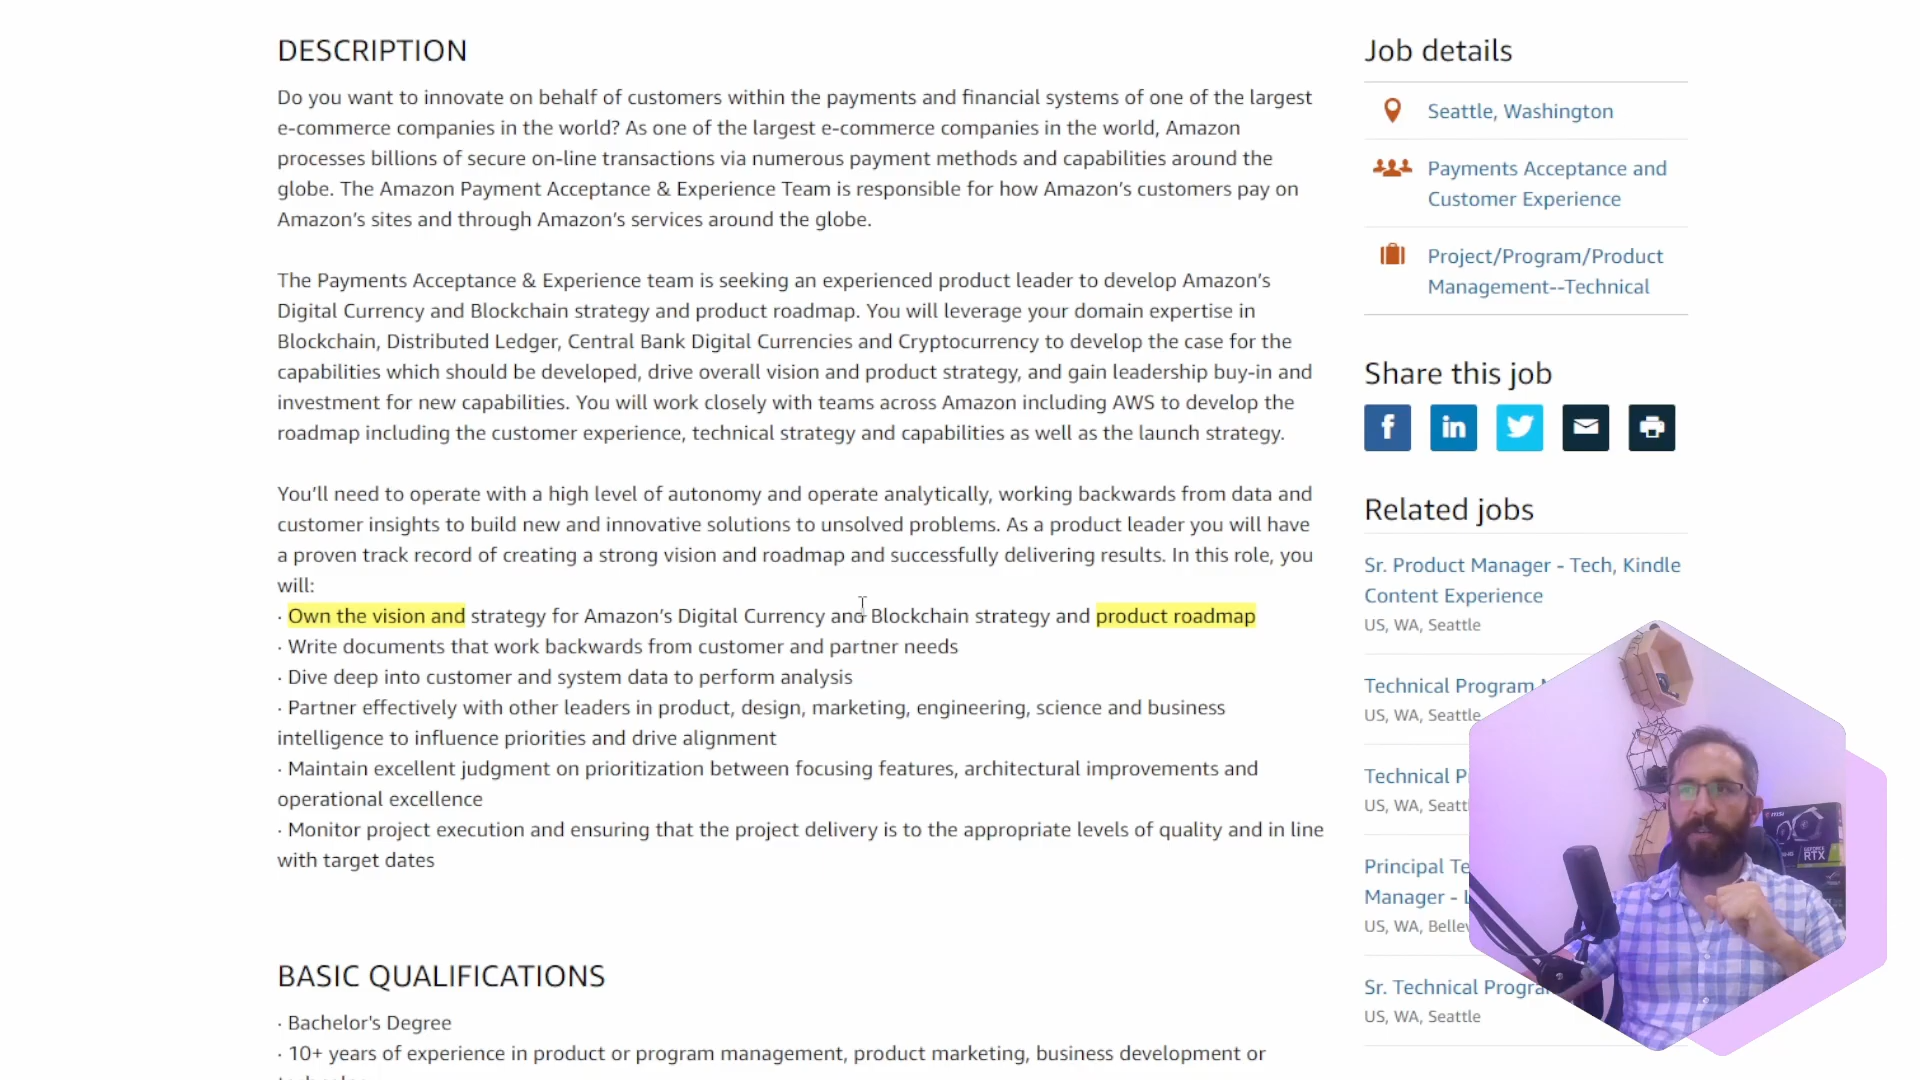 DESCRIPTION
Do you want to innovate on behalf of customers within the payments and financial systems of one of the largest
e-commerce companies in the world? As one of the largest e-commerce companies in the world, Amazon
processes billions of secure on-line transactions via numerous payment methods and capabilities around the
globe. The Amazon Payment Acceptance & Experience Team is responsible for how Amazon's customers pay on
Amazon's sites and through Amazon's services around the globe.
The Payments Acceptance & Experience team is seeking an experienced product leader to develop Amazon's
Digital Currency and Blockchain strategy and product roadmap. You will leverage your domain expertise in
Blockchain, Distributed Ledger, Central Bank Digital Currencies and Cryptocurrency to develop the case for the
capabilities which should be developed, drive overall vision and product strategy, and gain leadership buy-in and
investment for new capabilities. You will work closely with teams across Amazon including AWS to develop the
roadmap including the customer experience, technical strategy and capabilities as well as the launch strategy.
You'll need to operate with a high level of autonomy and operate analytically, working backwards from data and
customer insights to build new and innovative solutions to unsolved problems. As a product leader you will have
a proven track record of creating a strong vision and roadmap and successfully delivering results. In this role, you
will:
· Own the vision and strategy for Amazon's Digital Currency and Blockchain strategy and product roadmap
· Write documents that work backwards from customer and partner needs
· Dive deep into customer and system data to perform analysis
· Partner effectively with other leaders in product, design, marketing, engineering, science and business
intelligence to influence priorities and drive alignment
· Maintain excellent judgment on prioritization between focusing features, architectural improvements and
operational excellence
· Monitor project execution and ensuring that the project delivery is to the appropriate levels of quality and in line
with target dates
BASIC QUALIFICATIONS
· Bachelor's Degree
· 10+ years of experience in product or program management, product marketing, business development or
Job details
Seattle, Washington
Payments Acceptance and
Customer Experience
Project/Program/Product
Management--Technical
Share this job
f
in
Related jobs
Sr. Product Manager - Tech, Kindle
Content Experience
US, WA, Seattle
Technical Program
US, WA, Seattle
Technical P
US, WA, Seatt
Principal Te
Manager - L
US, WA, Belle
Sr. Technical Progra
US, WA, Seattle
RTX